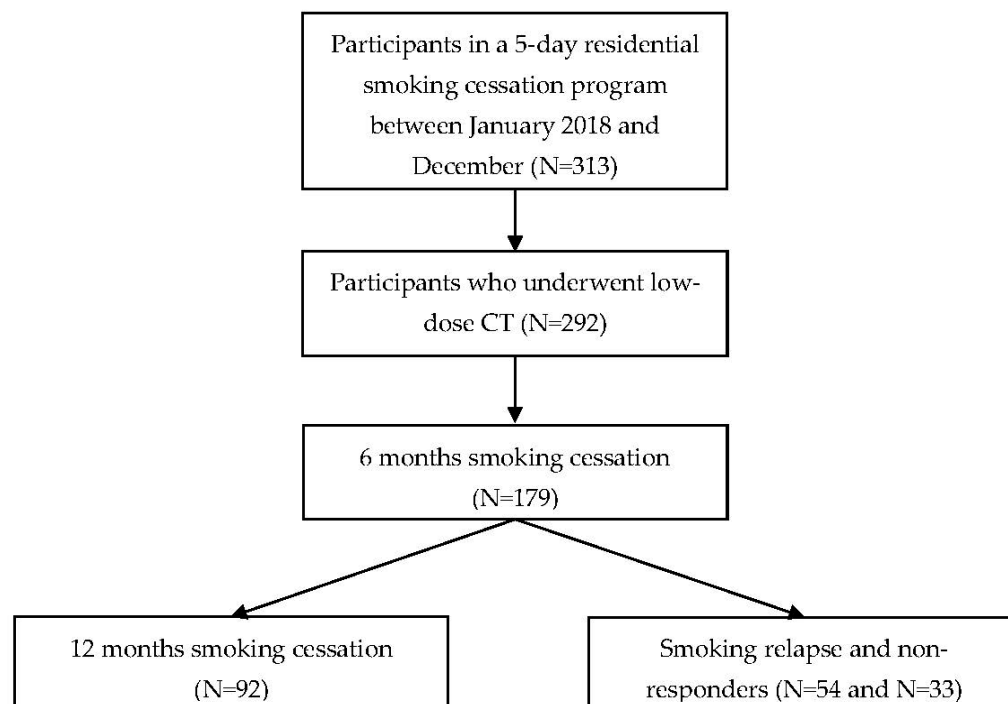 Participants in a 5-day residential
smoking cessation program
between January 2018 and
December (N=313)
Participants who underwent low-
dose CT (N=292)
6 months smoking cessation
(N=179)
12 months smoking cessation
(N=92)
Smoking relapse and non-
responders (N=54 and N=33)